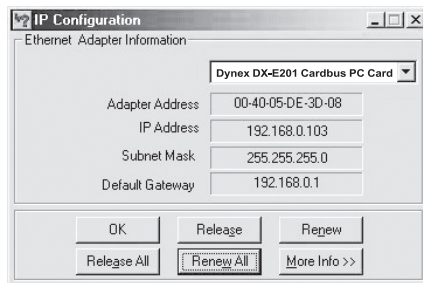 IP Configuration
Ethernet Adapter Information
Dynex DX-E201 Cardbus PC Card
Adapter Address 00-40-05-DE-3D-08
IP Address 192.168.0.103
Subnet Mask 255.255.255.0
Default Gateway 192.168.0.1
OK Release Renew
Release All Renew All More Info >>